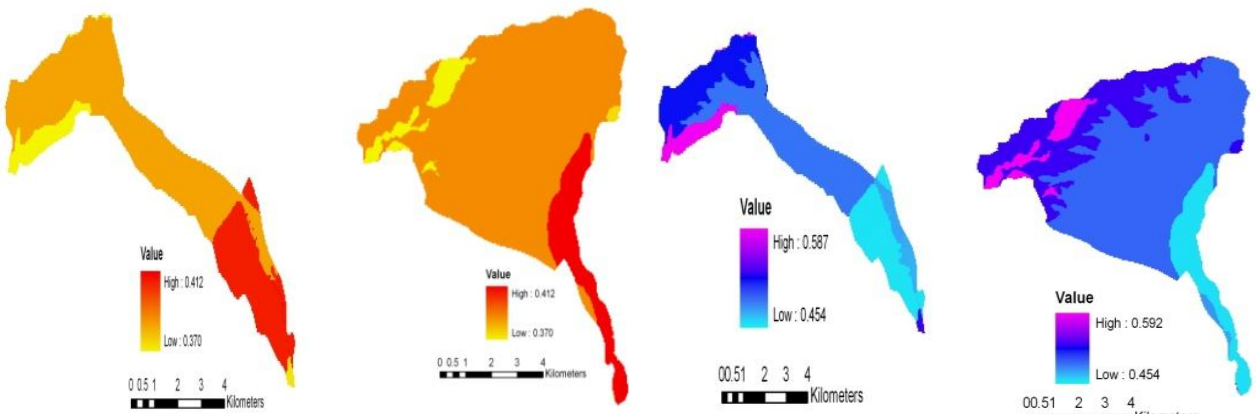 Value
High : 0.412
Low : 0.370
0 0.5 1 2 3 4
Kilometers
Value
High : 0.412
Low : 0.370
0 0.5 1 2 3 4
Kilometers
Value
High : 0.587
Low : 0.454
00.51 2 3 4
Kilometers
Value
High : 0.592
Low : 0.454
00.51 2 3 4
Kilometers